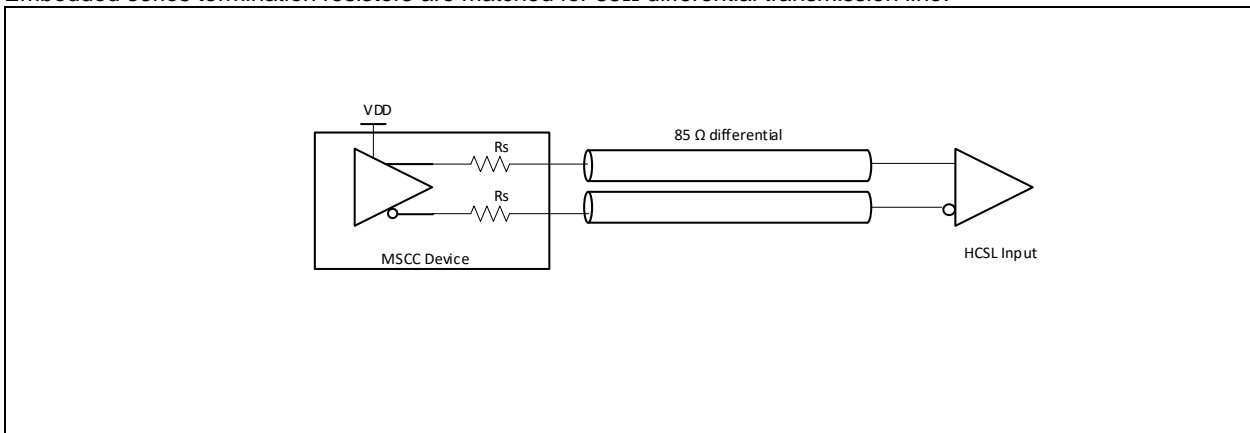 VDD
Rs
85 Ω differential
Rs
MSCC Device
HCSL Input